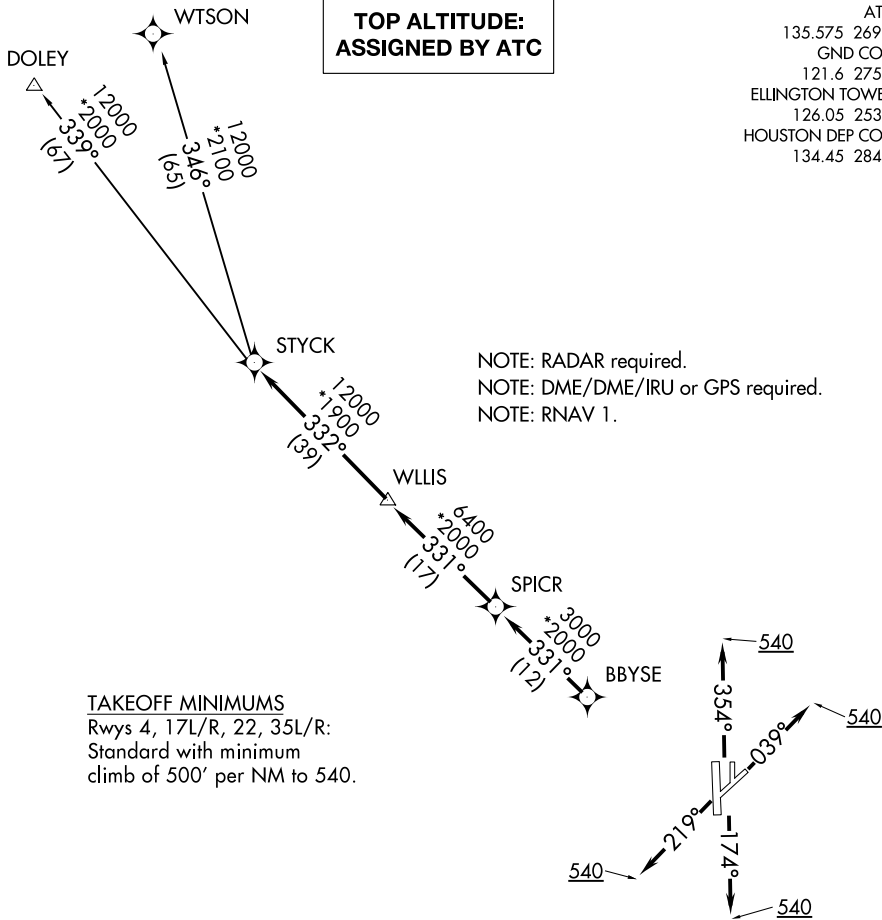 WTSON
DOLEY
TOP ALTITUDE:
ASSIGNED BY ATC
135.575 269
GND CO
121.6 275
ELLINGTON TOWE
126.05 253
HOUSTON DEP CO
134.45 284
12000
*2000
339°
(67)
12000
*2100
346°
(65)
STYCK
NOTE: RADAR required.
NOTE: DME/DME/IRU or GPS required.
NOTE: RNAV 1.
12000
*1900
332°
(39)
WLLIS
6400
*2000
331°
(17)
SPICR
3000
*2000
331°
(12)
BBYSE
TAKEOFF MINIMUMS
Rwys 4, 17L/R, 22, 35L/R:
Standard with minimum
climb of 500' per NM to 540.
540
354°
540
039°
219°
174°
540
540